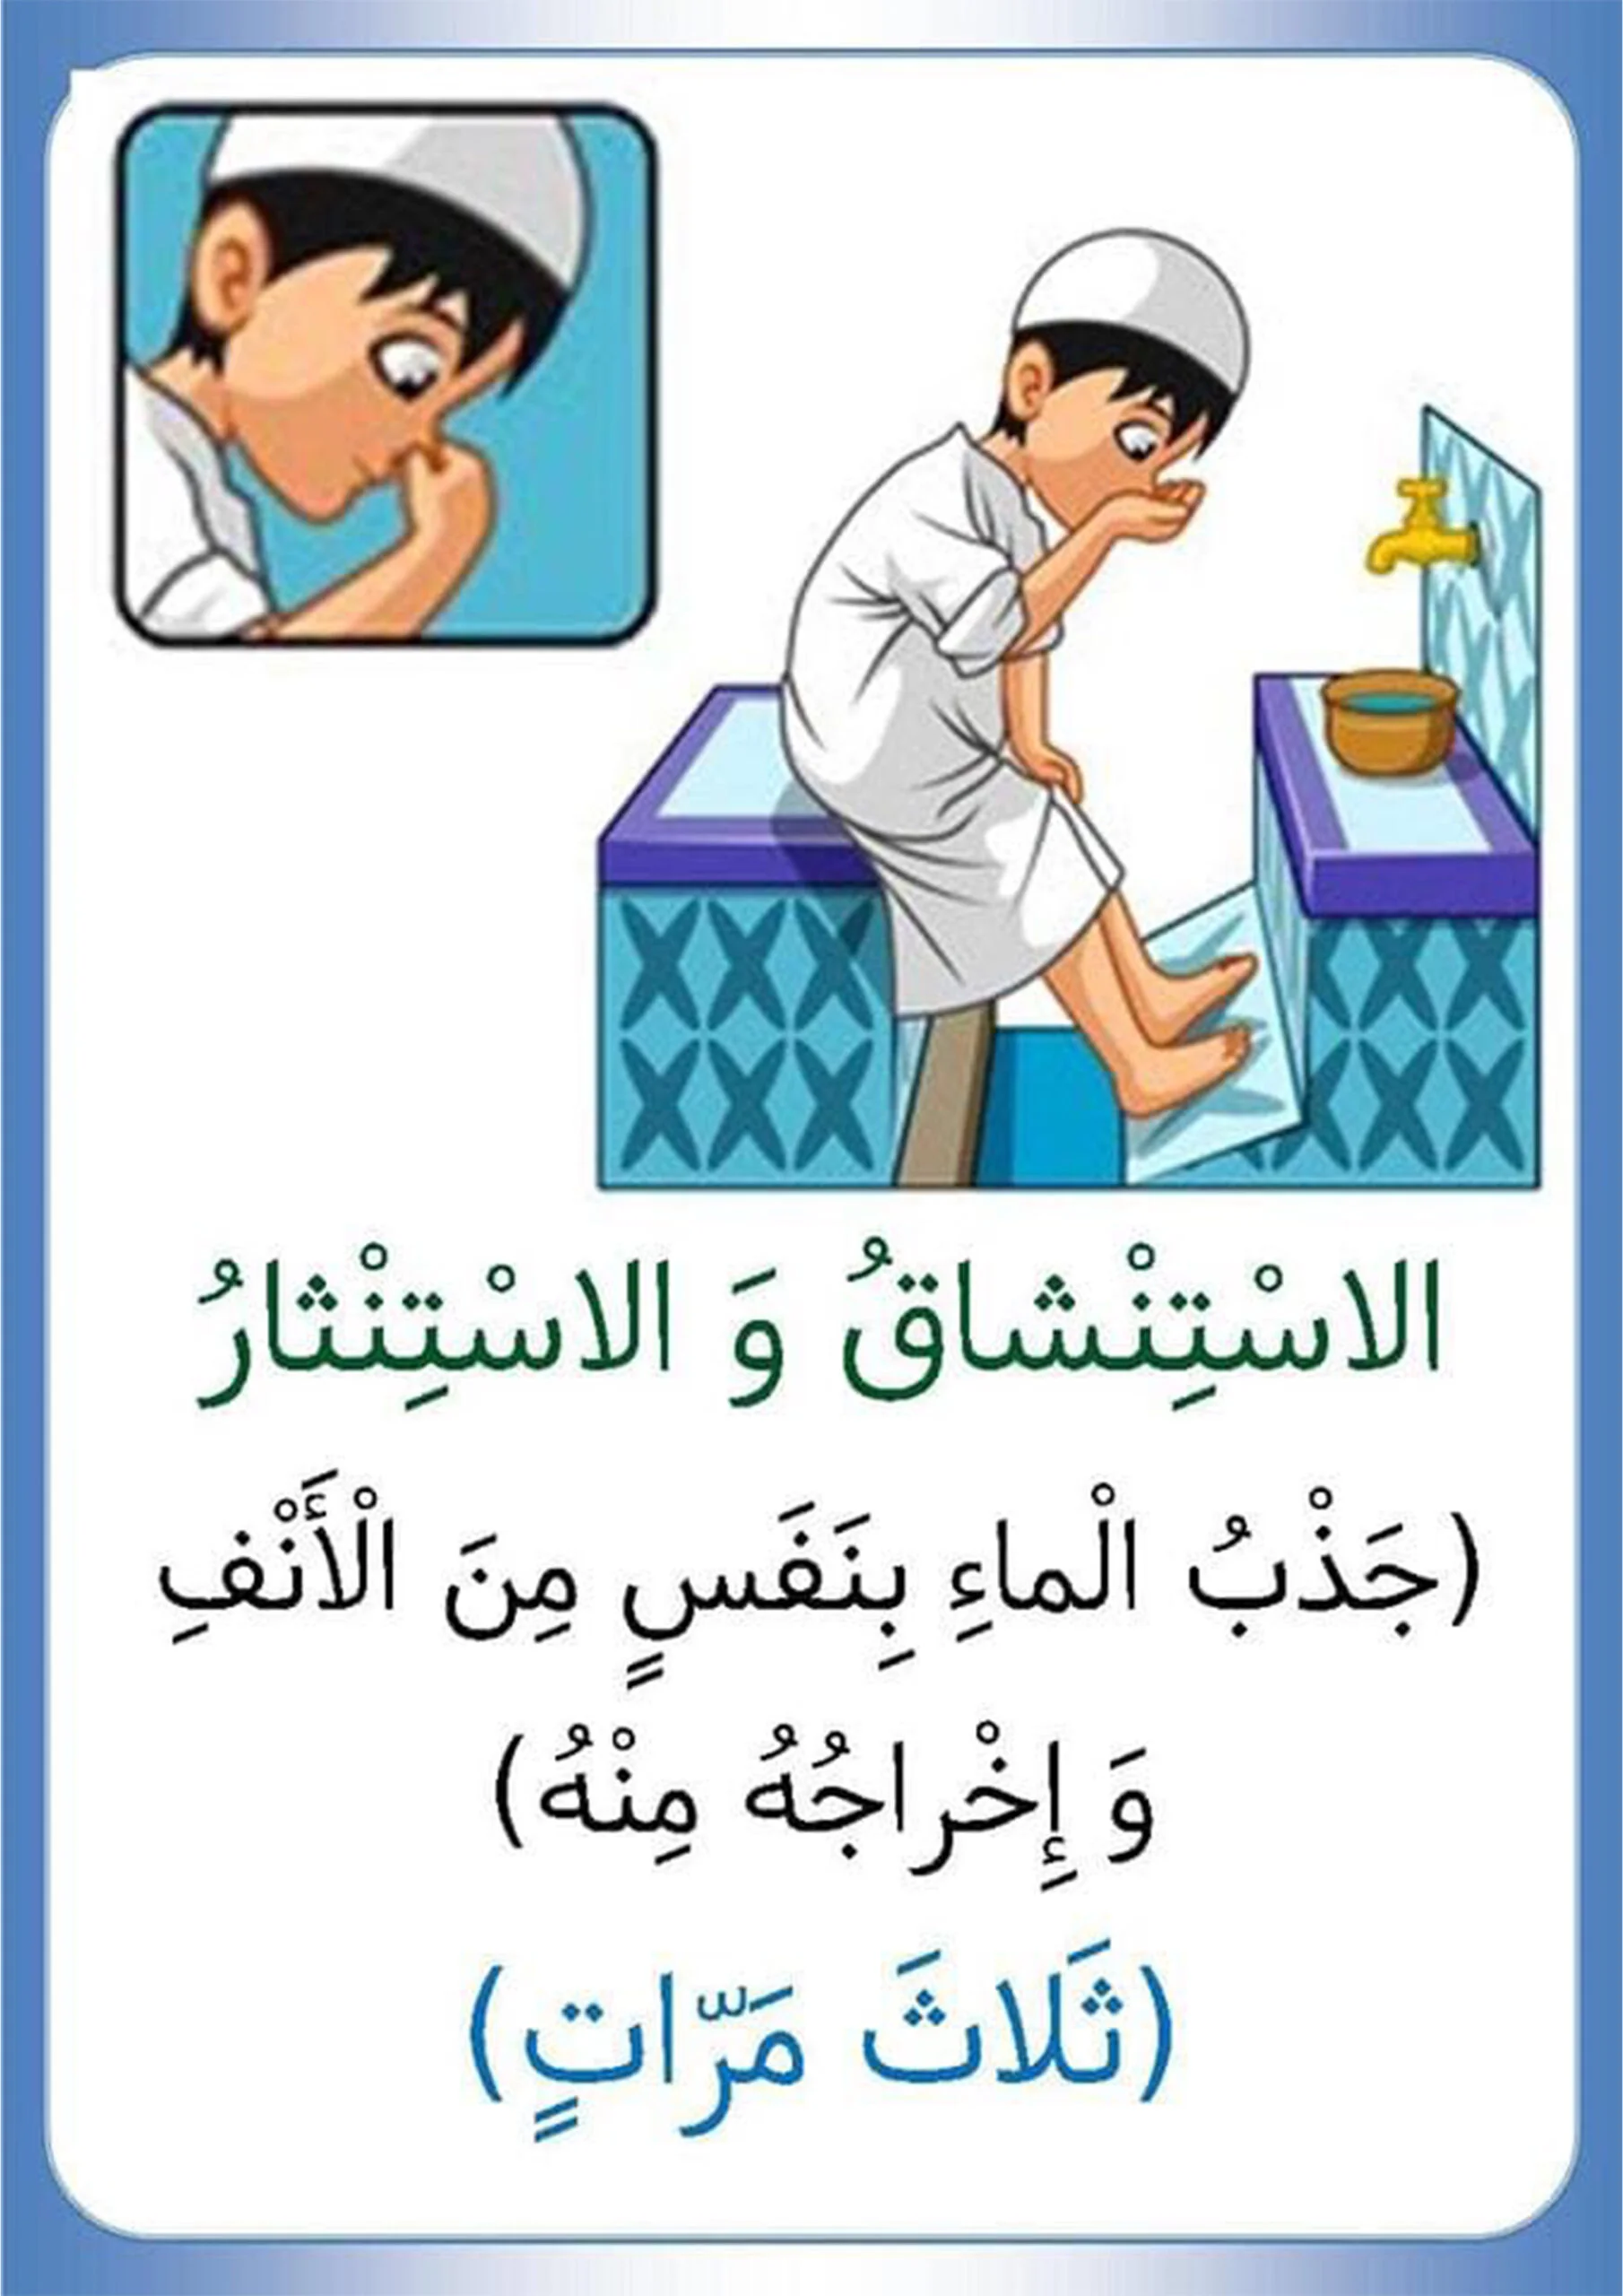 الاسْتِنْشاقُ وَ الاسْتِنْثارُ
(جَذْبُ الْماءِ بِنَفَسٍ مِنَ الْأَنْفِ
وَ إِخْراجُهُ مِنْهُ)
(ثَلاثَ مَرّاتٍ)